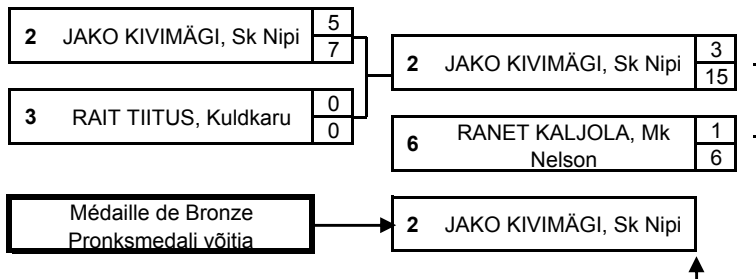 2 JAKO KIVIMÄGI, Sk Nipi 5
7
2 JAKO KIVIMÄGI, Sk Nipi 3
15
3 RAIT TIITUS, Kuldkaru 0
0
6 RANET KALJOLA, Mk Nelson 1
6
Médaille de Bronze
Pronksmedali võitja
2 JAKO KIVIMÄGI, Sk Nipi